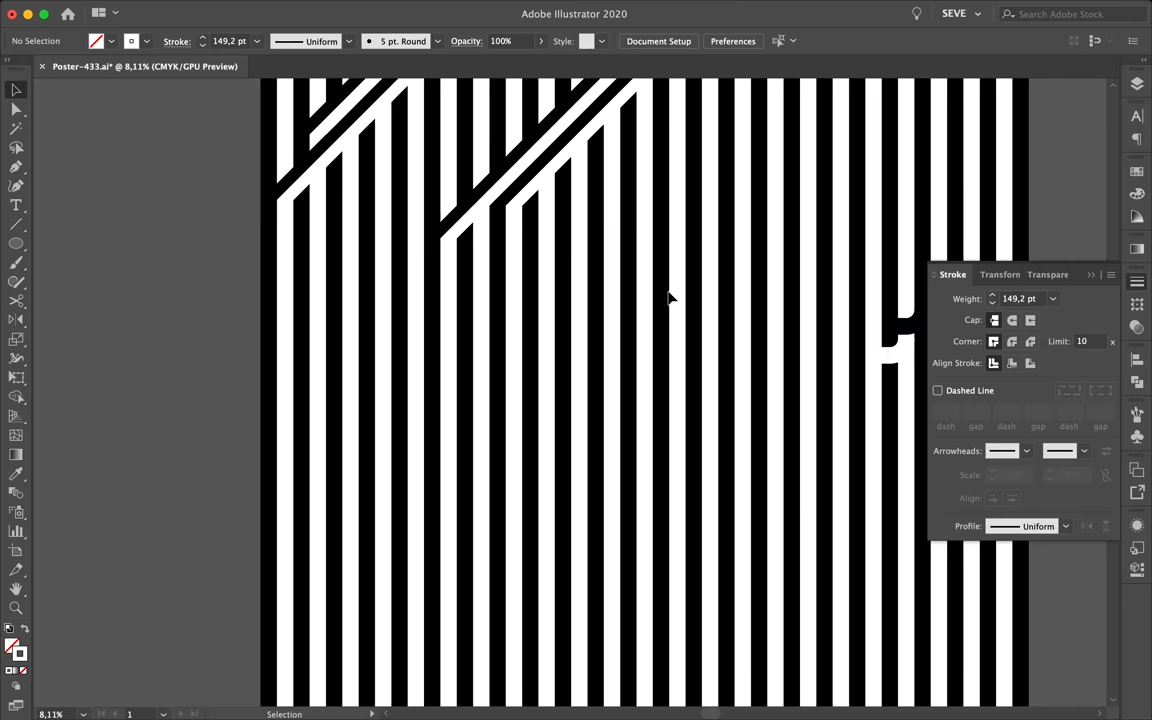 Adobe Illustrator 2020
SEVE
Search Adobe Stock
No Selection
Stroke:
149,2 pt
Uniform
5 pt. Round
Opacity:
100%
Style:
Document Setup
Preferences
Poster-433.ai* @ 8,11% (CMYK/GPU Preview)
Stroke
Transform
Transpare
Weight:
149,2 pt
Cap:
Corner:
Limit:
10
x
Align Stroke:
Dashed Line
dash
gap
dash
gap
dash
gap
Arrowheads:
Scale:
Align:
Profile:
Uniform
8,11%
1
Selection